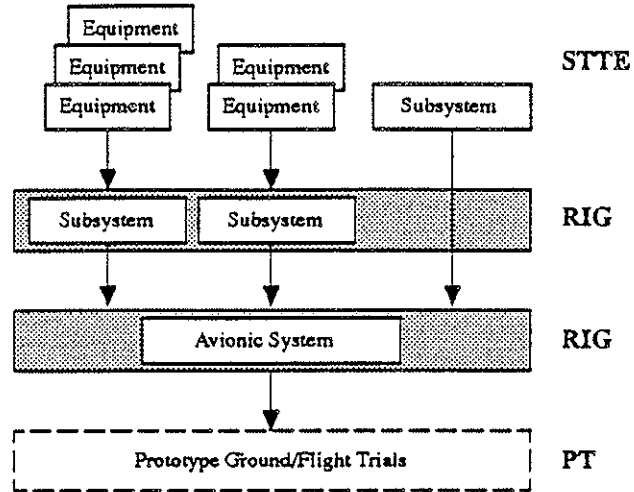 Equipment
Equipment
Equipment
Equipment
Equipment
Subsystem
STTE
Subsystem
Subsystem
RIG
Avionic System
RIG
Prototype Ground/Flight Trials
PT